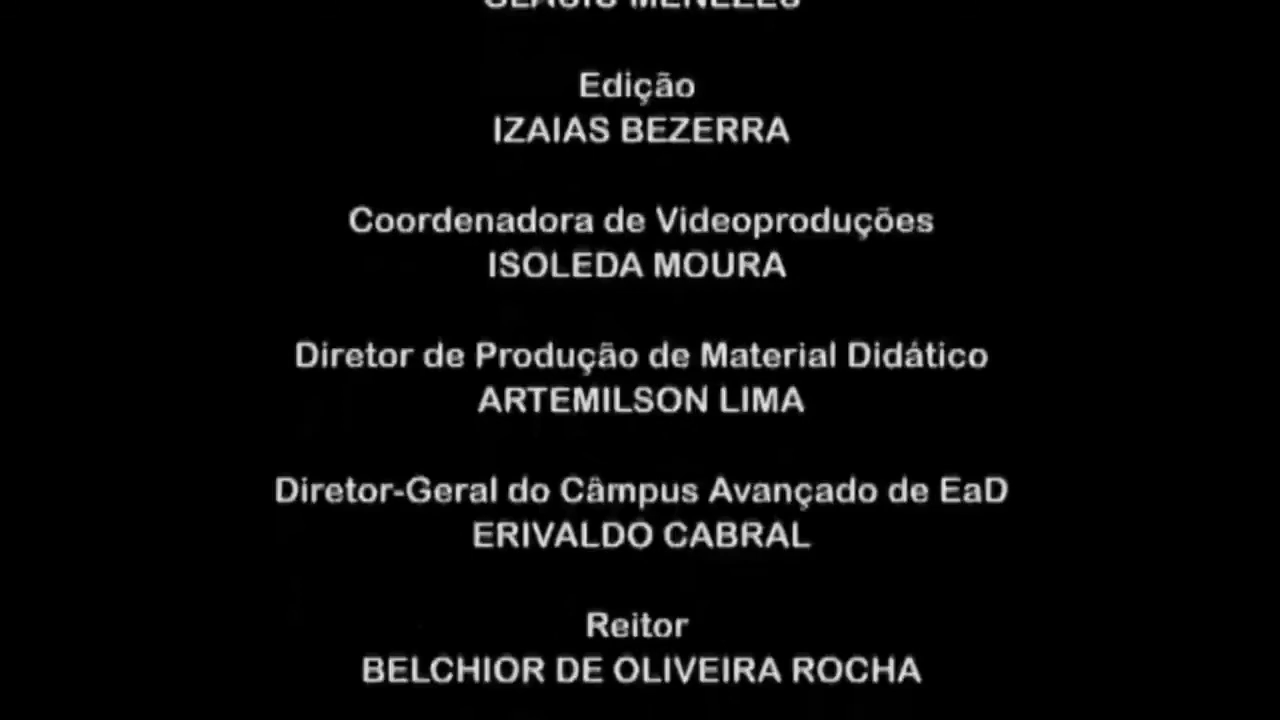 MENEZES
Edição
IZAIAS BEZERRA
Coordenadora de Videoproduções
ISOLEDA MOURA
Diretor de Produção de Material Didático
ARTEMILSON LIMA
Diretor-Geral do Câmpus Avançado de EaD
ERIVALDO CABRAL
Reitor
BELCHIOR DE OLIVEIRA ROCHA